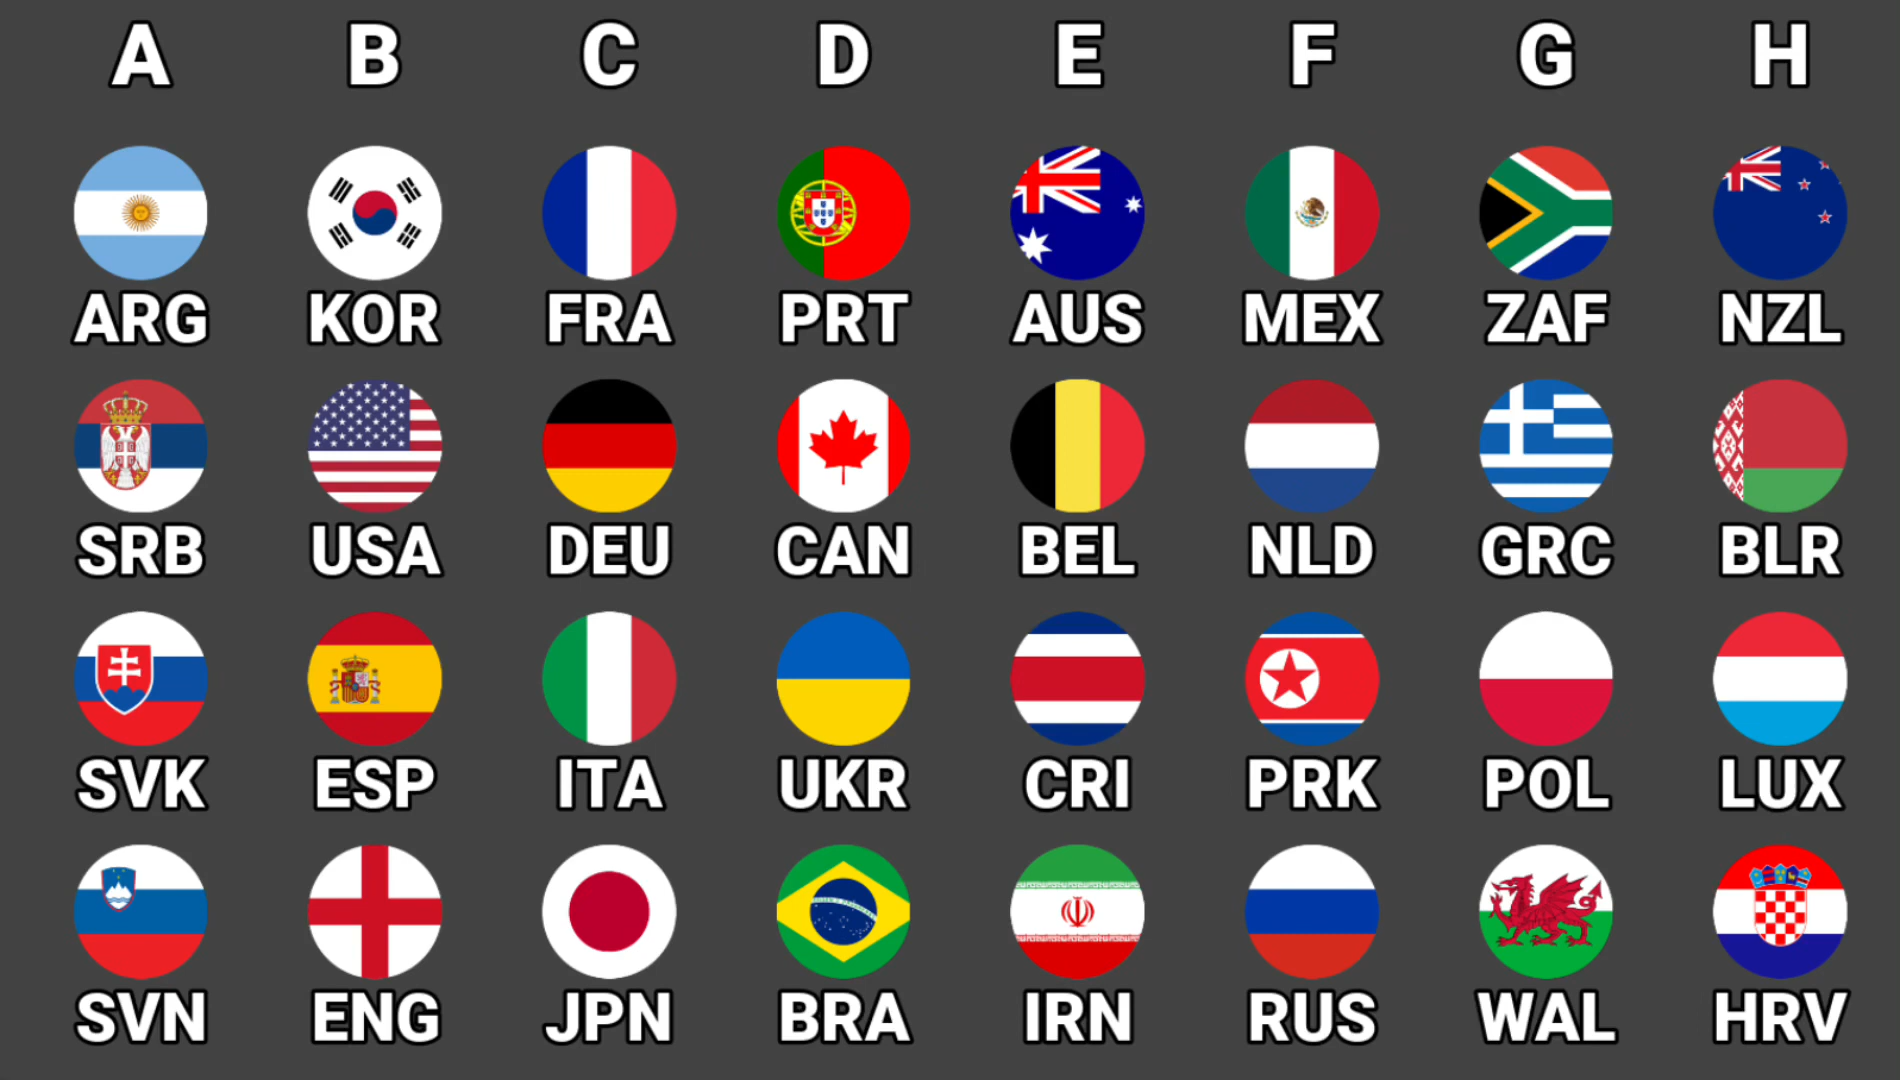 A B C D E F G H
ARG KOR FRA PRT AUS MEX ZAF NZL
SRB USA DEU CAN BEL NLD GRC BLR
SVK ESP ITA UKR CRI PRK POL LUX
SVN ENG JPN BRA IRN RUS WAL HRV